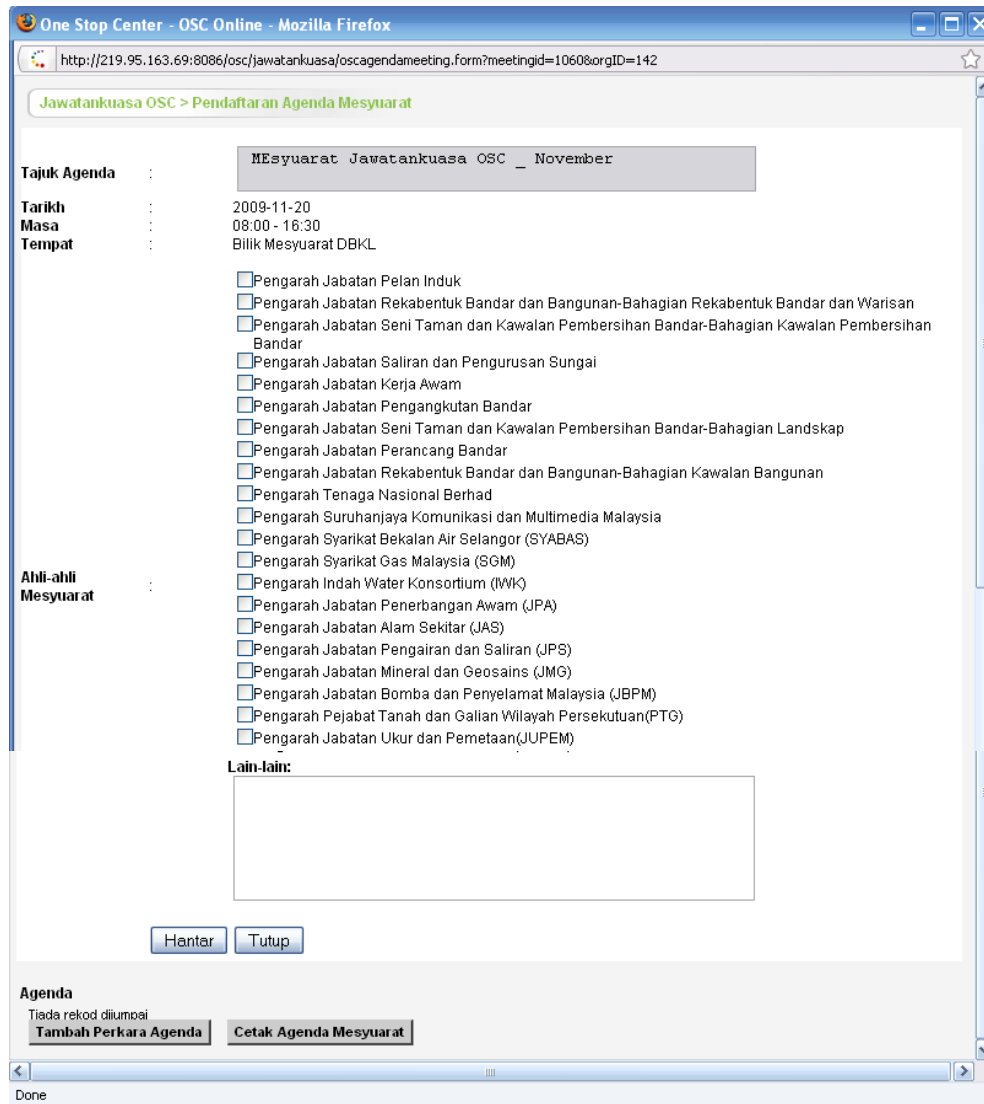 One Stop Center - OSC Online - Mozilla Firefox
http://219.95.163.69:8086/osc/jawatankuasa/oscagendameeting.form?meetingid=1060&orgID=142
Jawatankuasa OSC > Pendaftaran Agenda Mesyuarat
Tajuk Agenda : MEsyuarat Jawatankuasa OSC _ November
Tarikh : 2009-11-20
Masa : 08:00 - 16:30
Tempat : Bilik Mesyuarat DBKL
Ahli-ahli Mesyuarat :
Pengarah Jabatan Pelan Induk
Pengarah Jabatan Rekabentuk Bandar dan Bangunan-Bahagian Rekabentuk Bandar dan Warisan
Pengarah Jabatan Seni Taman dan Kawalan Pembersihan Bandar-Bahagian Kawalan Pembersihan
Bandar
Pengarah Jabatan Saliran dan Pengurusan Sungai
Pengarah Jabatan Kerja Awam
Pengarah Jabatan Pengangkutan Bandar
Pengarah Jabatan Seni Taman dan Kawalan Pembersihan Bandar-Bahagian Landskap
Pengarah Jabatan Perancang Bandar
Pengarah Jabatan Rekabentuk Bandar dan Bangunan-Bahagian Kawalan Bangunan
Pengarah Tenaga Nasional Berhad
Pengarah Suruhanjaya Komunikasi dan Multimedia Malaysia
Pengarah Syarikat Bekalan Air Selangor (SYABAS)
Pengarah Syarikat Gas Malaysia (SGM)
Pengarah Indah Water Konsortium (IWK)
Pengarah Jabatan Penerbangan Awam (JPA)
Pengarah Jabatan Alam Sekitar (JAS)
Pengarah Jabatan Pengairan dan Saliran (JPS)
Pengarah Jabatan Mineral dan Geosains (JMG)
Pengarah Jabatan Bomba dan Penyelamat Malaysia (JBPM)
Pengarah Pejabat Tanah dan Galian Wilayah Persekutuan(PTG)
Pengarah Jabatan Ukur dan Pemetaan(JUPEM)
Lain-lain:
Hantar Tutup
Agenda
Tiada rekod dijumpai
Tambah Perkara Agenda Cetak Agenda Mesyuarat
Done